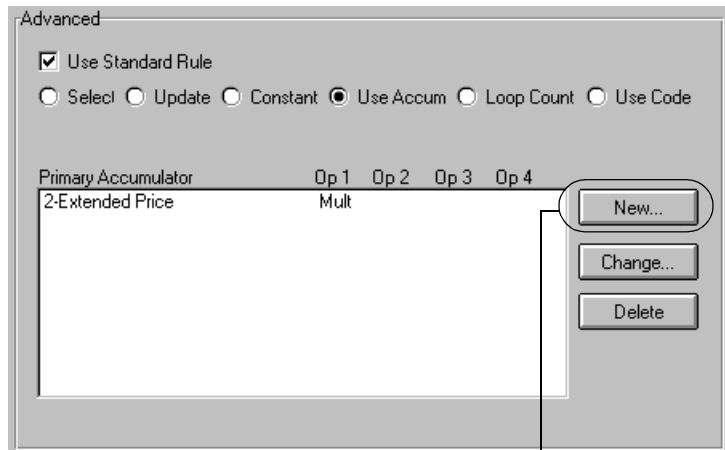 Advanced
Use Standard Rule
Select Update Constant Use Accum Loop Count Use Code
Primary Accumulator Op 1 Op 2 Op 3 Op 4
2-Extended Price Mult
New...
Change...
Delete